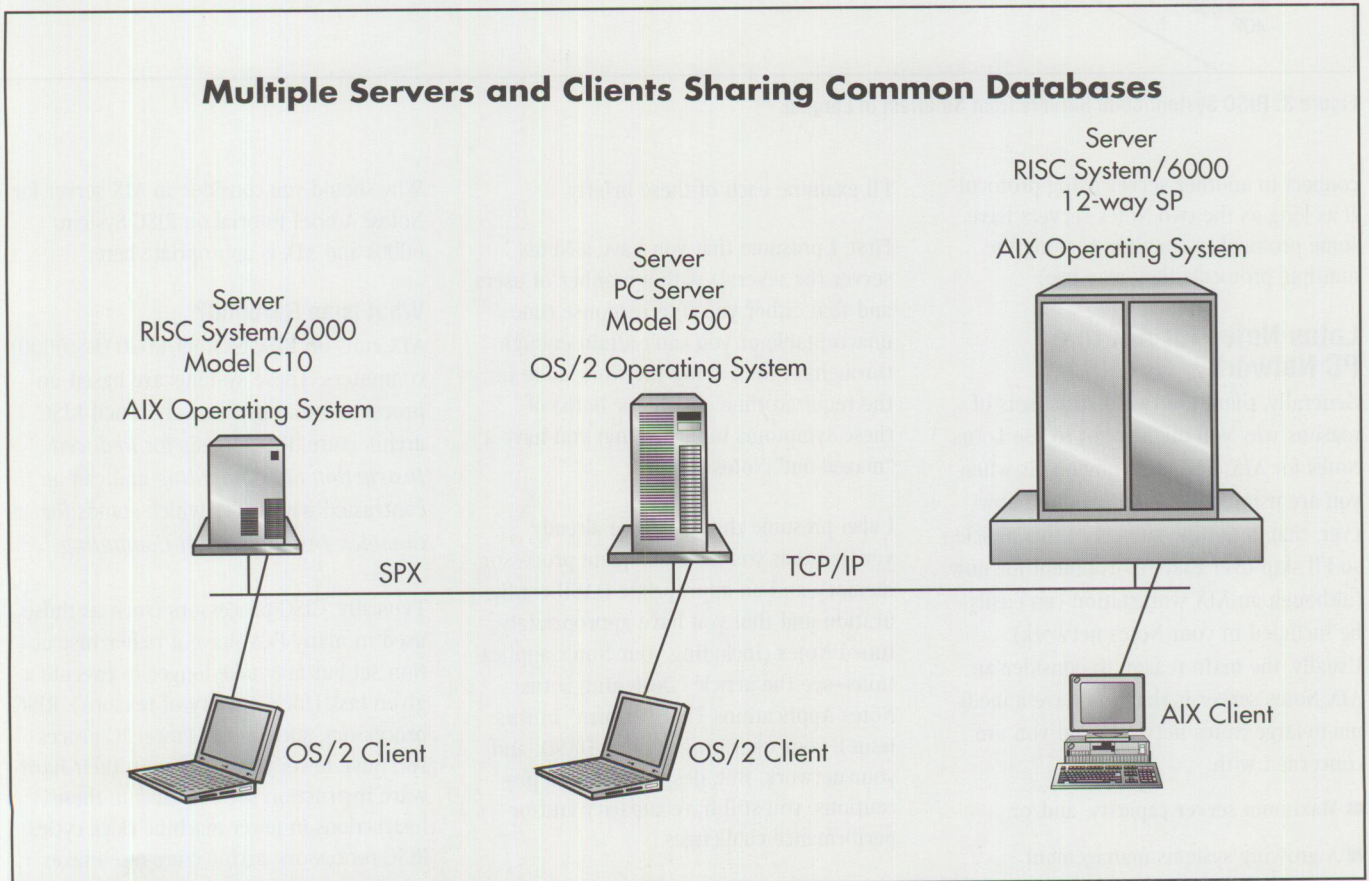 Multiple Servers and Clients Sharing Common Databases
Server
RISC System/6000
Model C10
AIX Operating System
Server
PC Server
Model 500
OS/2 Operating System
Server
RISC System/6000
12-way SP
AIX Operating System
SPX
TCP/IP
OS/2 Client
OS/2 Client
AIX Client